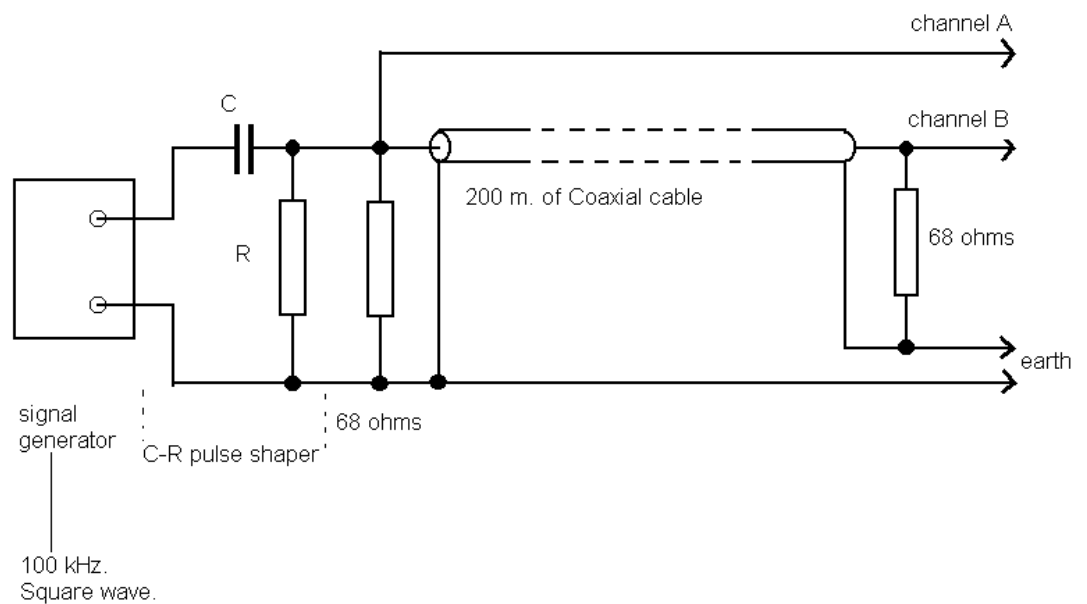 channel A
C
channel B
200 m. of Coaxial cable
R
68 ohms
earth
signal
generator
68 ohms
C-R pulse shaper
100 kHz.
Square wave.